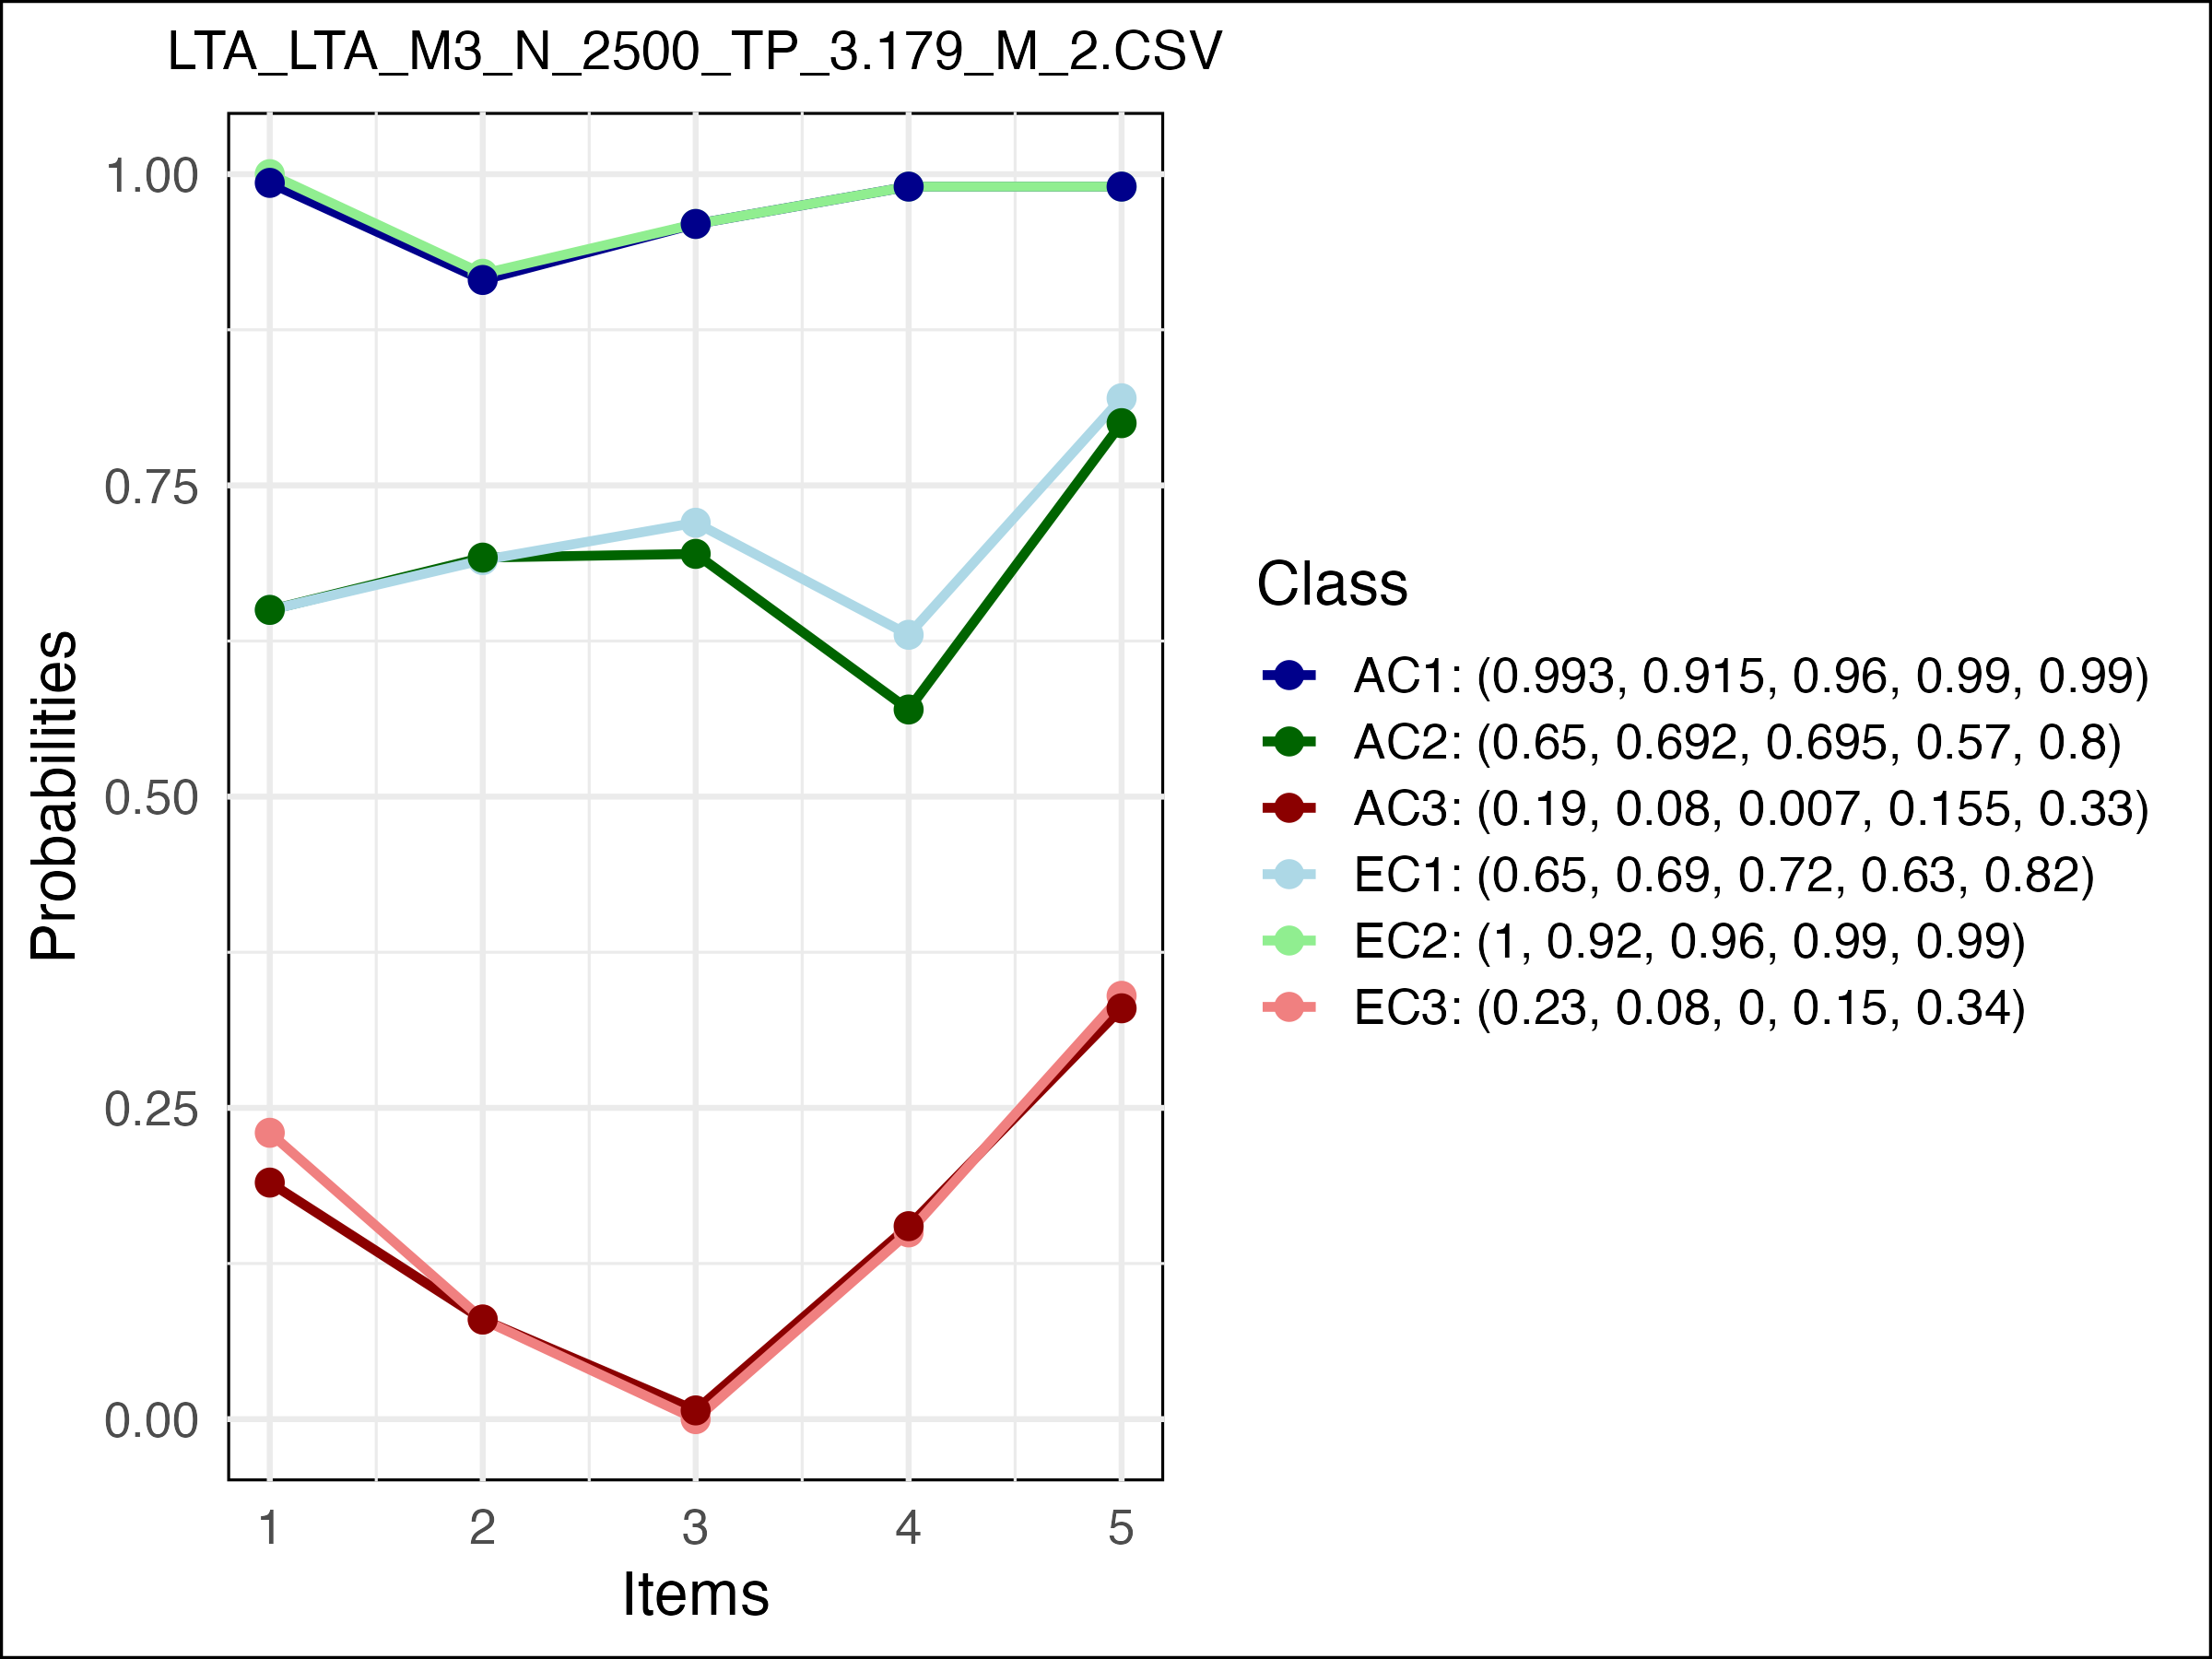 LTA_LTA_M3_N_2500_TP_3.179_M_2.CSV
1.00
0.75
0.50
0.25
0.00
Probabilities
1 2 3 4 5
Items
Class
AC1: (0.993, 0.915, 0.96, 0.99, 0.99)
AC2: (0.65, 0.692, 0.695, 0.57, 0.8)
AC3: (0.19, 0.08, 0.007, 0.155, 0.33)
EC1: (0.65, 0.69, 0.72, 0.63, 0.82)
EC2: (1, 0.92, 0.96, 0.99, 0.99)
EC3: (0.23, 0.08, 0, 0.15, 0.34)